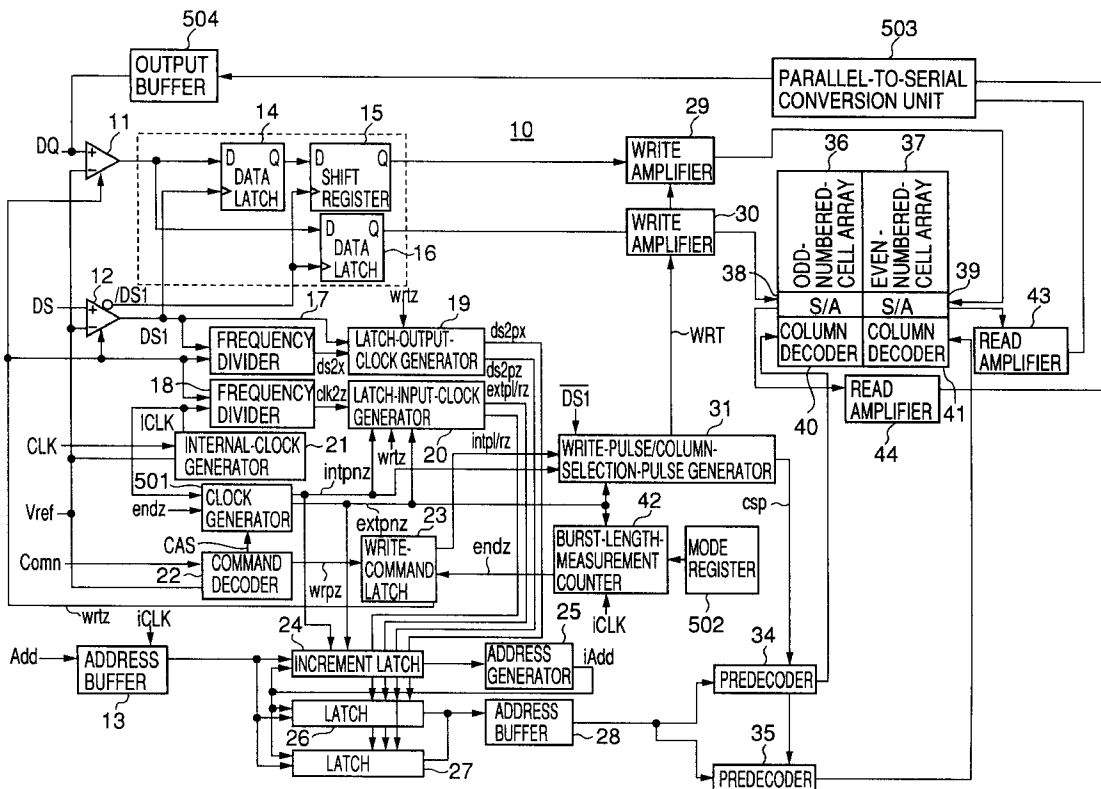 504
OUTPUT
BUFFER
503
PARALLEL-TO-SERIAL
CONVERSION UNIT
11
DQ
+
−
14
D Q
DATA
LATCH
15
D Q
SHIFT
REGISTER
D Q
DATA
LATCH
16
10
29
WRITE
AMPLIFIER
30
WRITE
AMPLIFIER
36
37
ODD-
NUMBERED-
CELL ARRAY
EVEN-
NUMBERED-
CELL ARRAY
38
39
S/A
S/A
COLUMN
DECODER
COLUMN
DECODER
40
41
43
READ
AMPLIFIER
READ
AMPLIFIER
44
12
/DS1
DS
+
−
DS1
17
wrtz
19
FREQUENCY
DIVIDER
ds2x
LATCH-OUTPUT-
CLOCK GENERATOR
ds2px
ds2pz
18
FREQUENCY
DIVIDER
clk2z
LATCH-INPUT-CLOCK
GENERATOR
extpl/rz
intpl/rz
20
iCLK
CLK
INTERNAL-CLOCK
GENERATOR
21
wrtz
intpnz
WRT
DS1
31
WRITE-PULSE/COLUMN-
SELECTION-PULSE GENERATOR
csp
501
Vref
endz
CLOCK
GENERATOR
extpnz
23
CAS
Comn
22
COMMAND
DECODER
wrpz
WRITE-
COMMAND
LATCH
endz
42
BURST-LENGTH-
MEASUREMENT
COUNTER
iCLK
MODE
REGISTER
502
wrtz
iCLK
Add
ADDRESS
BUFFER
13
24
INCREMENT LATCH
25
ADDRESS
GENERATOR
iAdd
LATCH
26
LATCH
27
ADDRESS
BUFFER
28
34
PREDECODER
35
PREDECODER